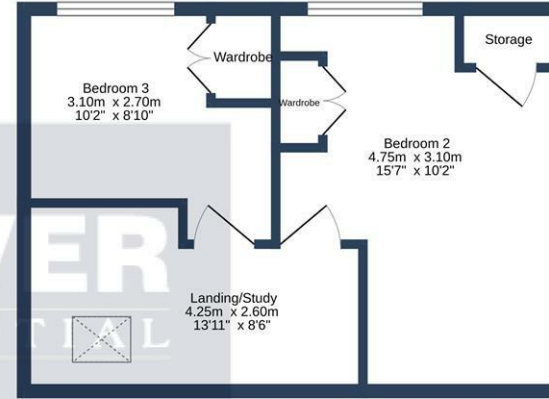 Storage
Wardrobe
Bedroom 3
3.10m x 2.70m
10'2" x 8'10"
Wardrobe
Bedroom 2
4.75m x 3.10m
15'7" x 10'2"
VER
TIAL
Landing/Study
4.25m x 2.60m
13'11" x 8'6"